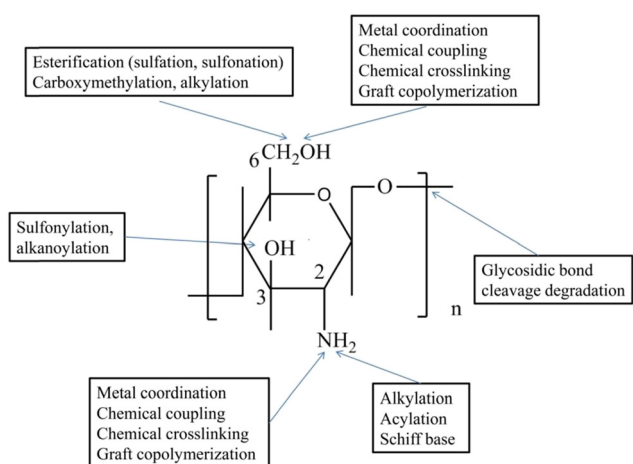 Esterification (sulfation, sulfonation)
Carboxymethylation, alkylation
Metal coordination
Chemical coupling
Chemical crosslinking
Graft copolymerization
6 CH₂OH
O
O
Sulfonylation,
alkanoylation
OH
2
3
NH₂
n
Glycosidic bond
cleavage degradation
Metal coordination
Chemical coupling
Chemical crosslinking
Graft copolymerization
Alkylation
Acylation
Schiff base